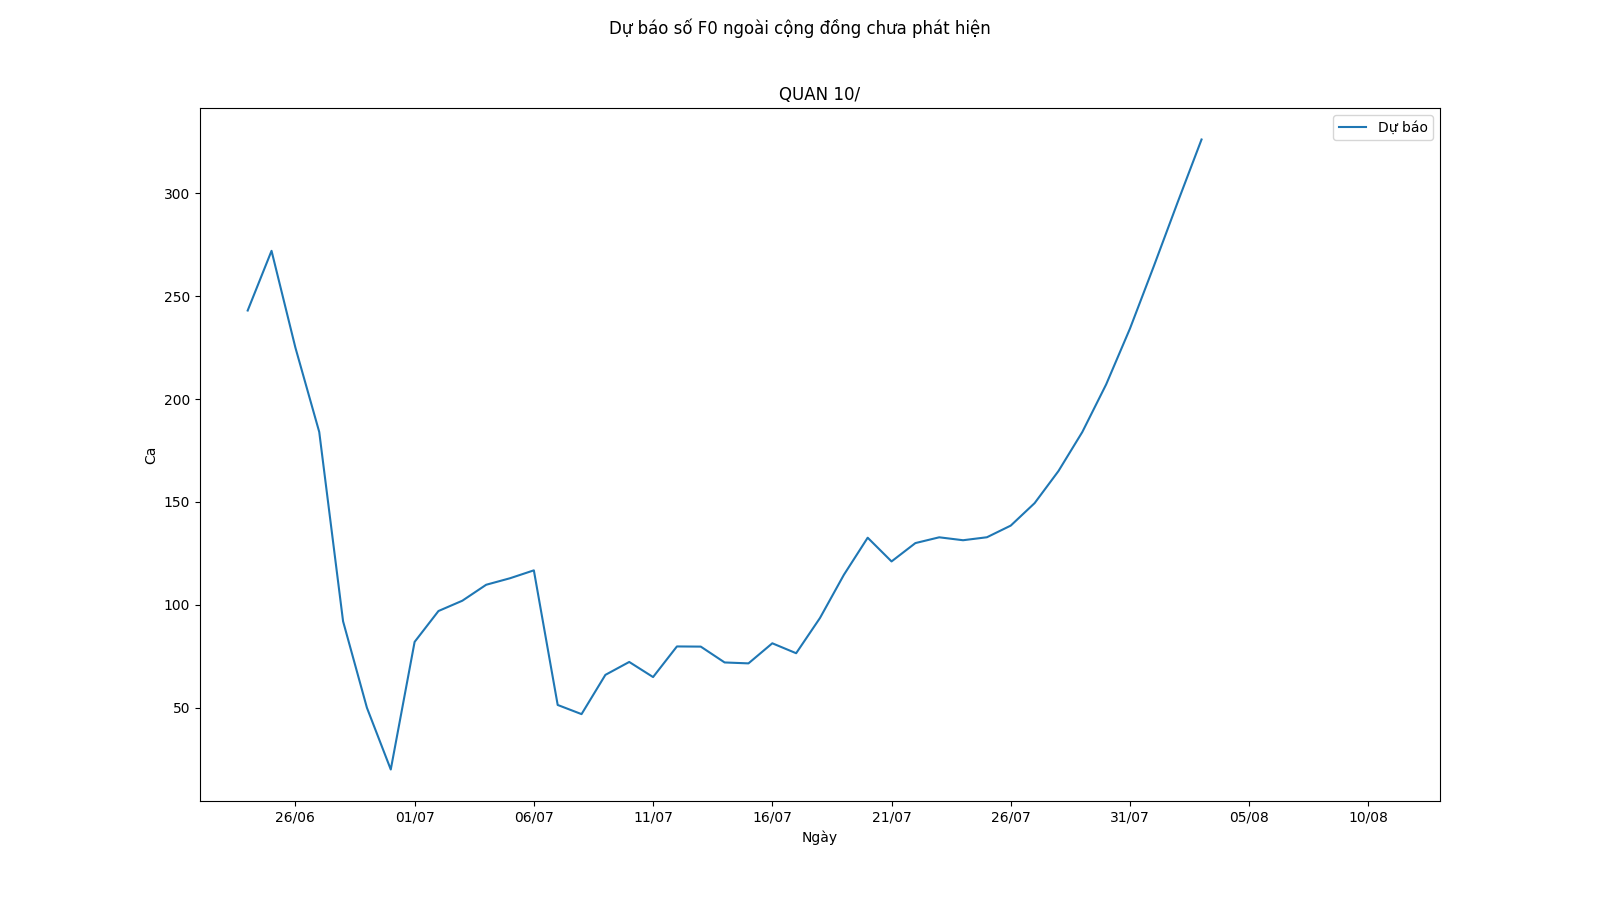 Dự báo số F0 ngoài cộng đồng chưa phát hiện
QUAN 10/
Dự báo
300
250
200
150
100
50
Ca
26/06 01/07 06/07 11/07 16/07 21/07 26/07 31/07 05/08 10/08
Ngày